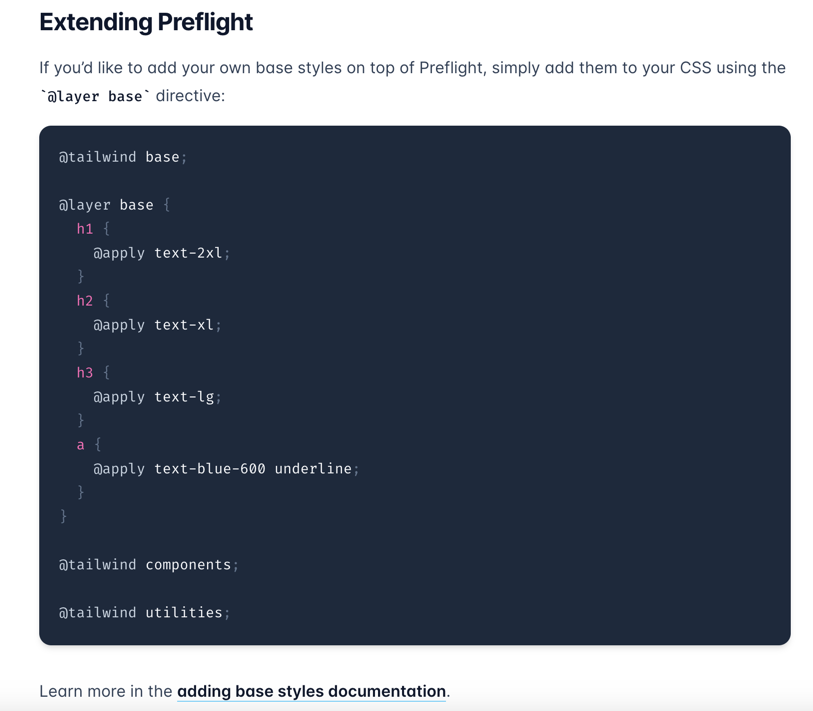 Extending Preflight
If you’d like to add your own base styles on top of Preflight, simply add them to your CSS using the
`@layer base` directive:
@tailwind base;
@layer base {
  h1 {
    @apply text-2xl;
  }
  h2 {
    @apply text-xl;
  }
  h3 {
    @apply text-lg;
  }
  a {
    @apply text-blue-600 underline;
  }
}
@tailwind components;
@tailwind utilities;
Learn more in the adding base styles documentation.